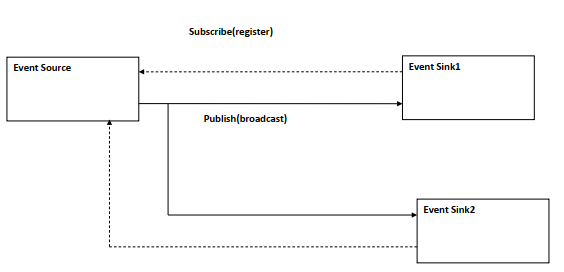 Subscribe(register)
Event Source
Event Sink1
Publish(broadcast)
Event Sink2